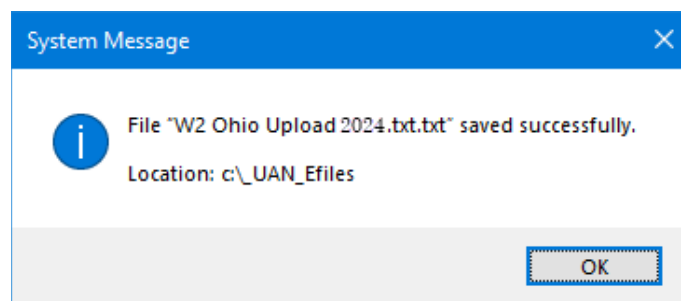 System Message
File "W2 Ohio Upload 2024.txt.txt" saved successfully.
Location: c:\_UAN_Efiles
OK